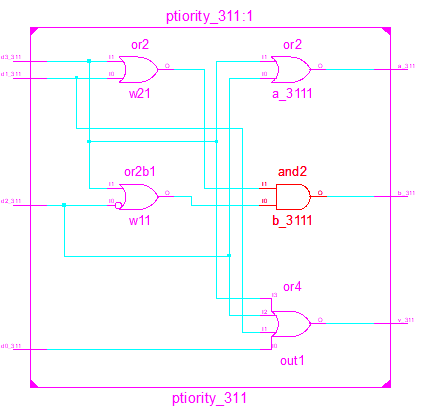 ptiority_311:1
or2
or2
d3_311
I1
O
I1
O
a_311
d1_311
I0
I0
w21
a_3111
or2b1
and2
I1
O
I1
O
b_311
d2_311
I0
I0
w11
b_3111
or4
I3
I2
O
v_311
I1
d0_311
I0
out1
ptiority_311